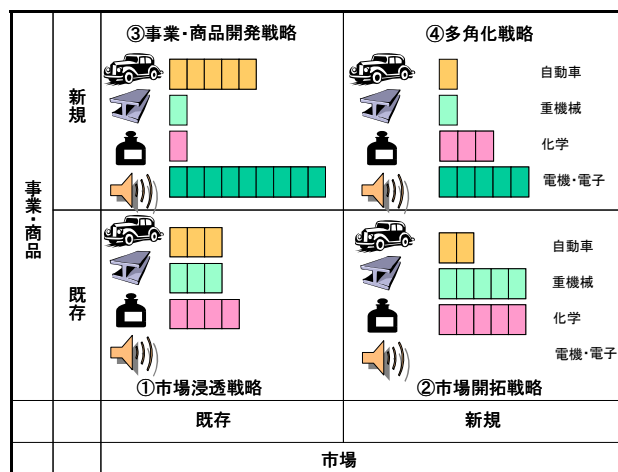 ③事業・商品開発戦略
④多角化戦略
自動車
重機械
化学
電機・電子
新規
事業・商品
既存
自動車
重機械
化学
電機・電子
①市場浸透戦略
②市場開拓戦略
既存
新規
市場